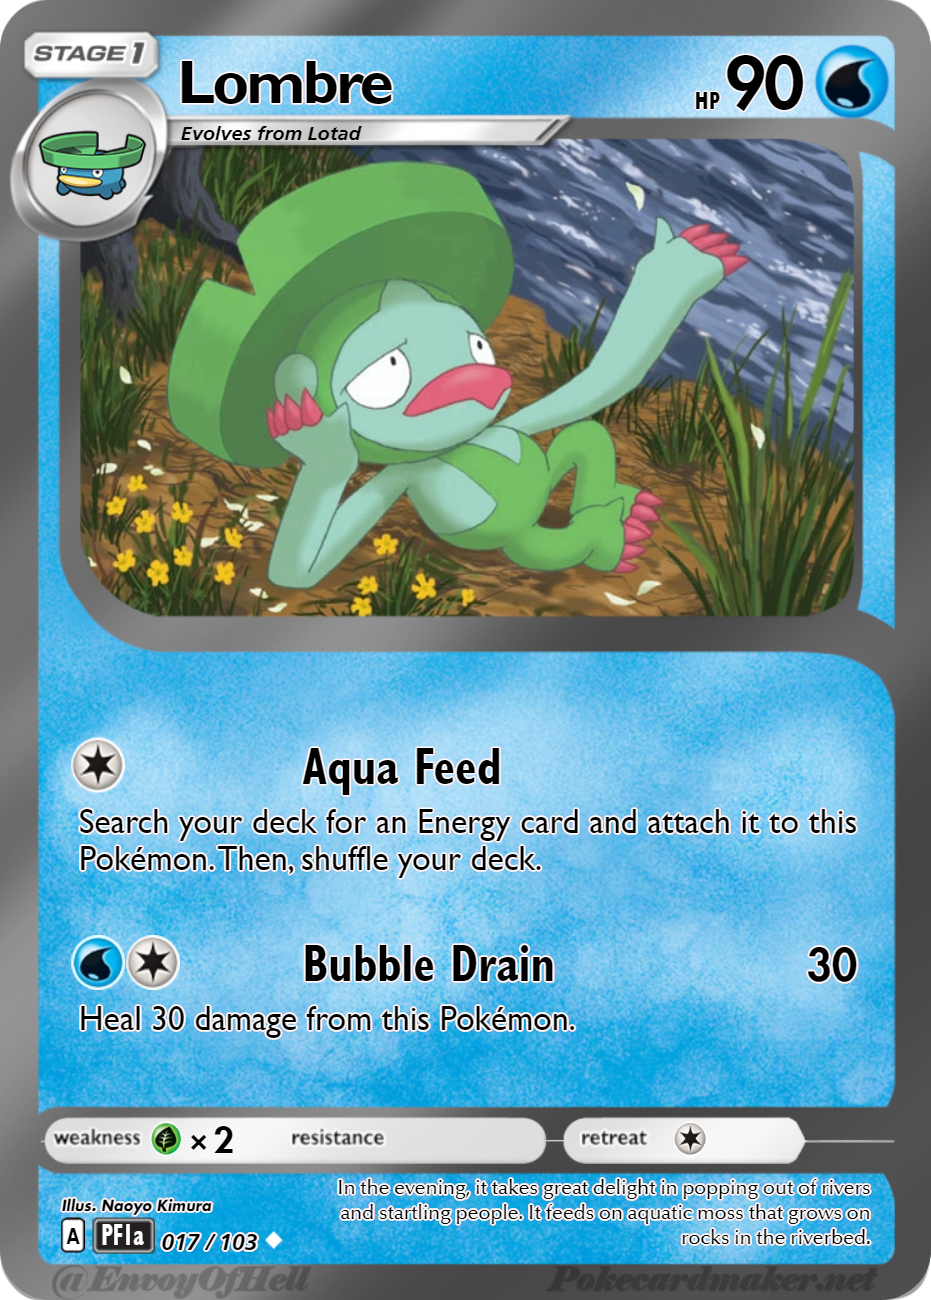 STAGE 1
Lombre
HP 90
Evolves from Lotad
Aqua Feed
Search your deck for an Energy card and attach it to this
Pokémon. Then, shuffle your deck.
Bubble Drain 30
Heal 30 damage from this Pokémon.
weakness × 2 resistance retreat
In the evening, it takes great delight in popping out of rivers
and startling people. It feeds on aquatic moss that grows on
rocks in the riverbed.
Illus. Naoyo Kimura
A PFla 017 / 103
@EnvoyOfHell Pokecardmaker.net